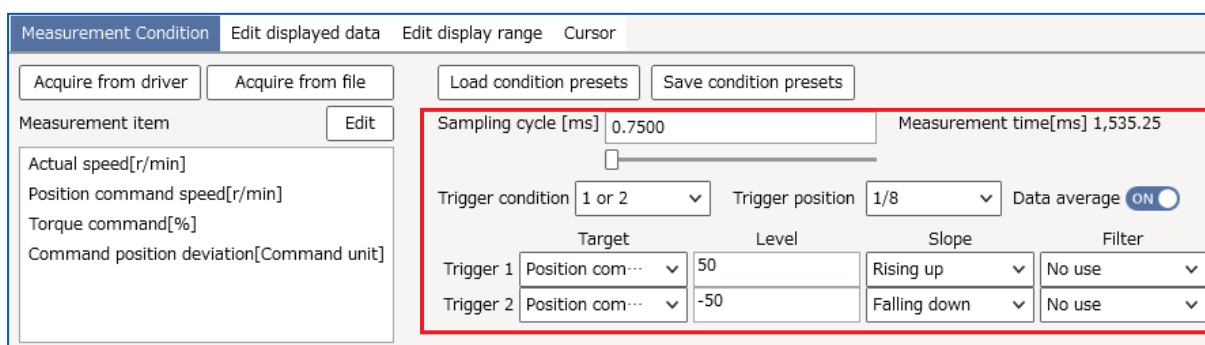 Measurement Condition Edit displayed data Edit display range Cursor
Acquire from driver Acquire from file Load condition presets Save condition presets
Measurement item Edit Sampling cycle [ms] 0.7500 Measurement time[ms] 1,535.25
Actual speed[r/min]
Position command speed[r/min]
Torque command[%]
Command position deviation[Command unit]
Trigger condition 1 or 2 Trigger position 1/8 Data average ON
Target Level Slope Filter
Trigger 1 Position com… 50 Rising up No use
Trigger 2 Position com… -50 Falling down No use